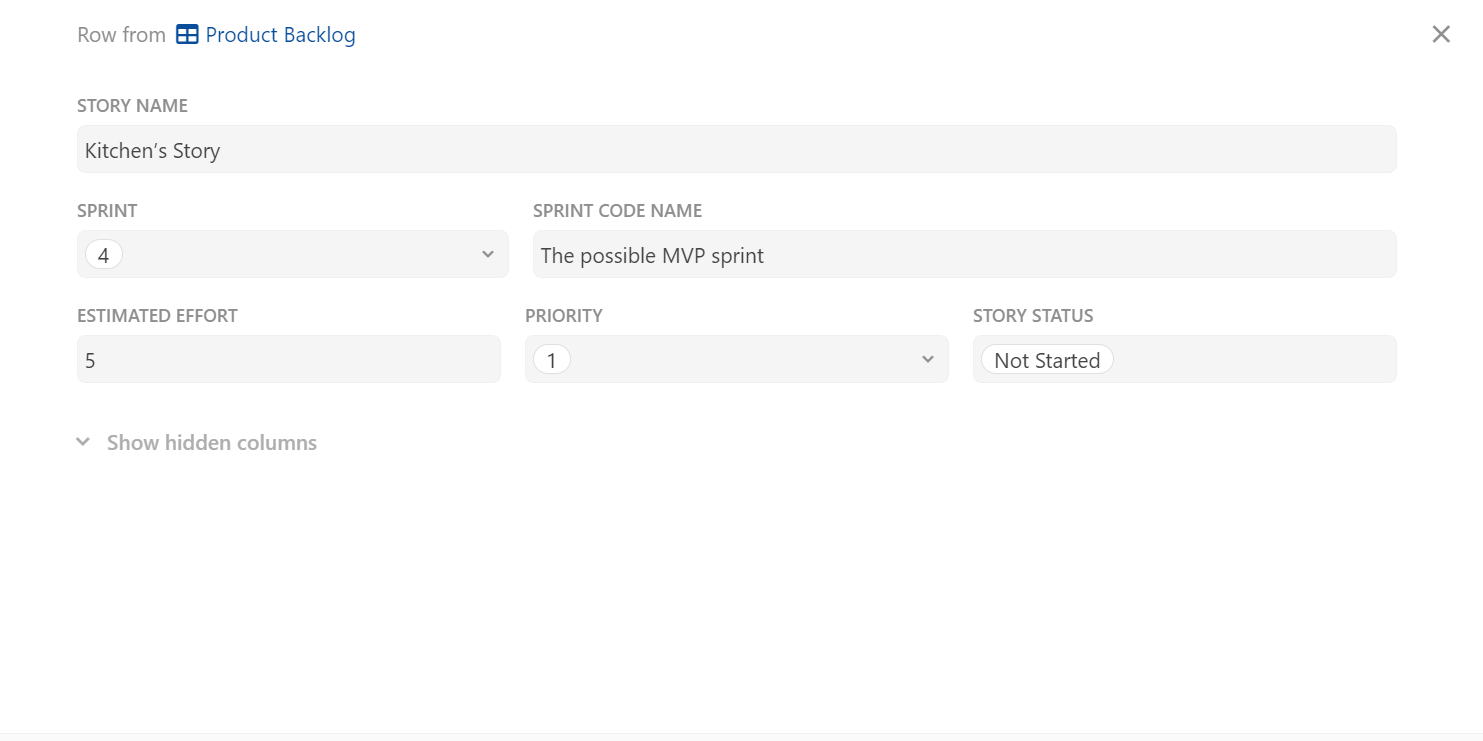 Row from Product Backlog
STORY NAME
Kitchen’s Story
SPRINT SPRINT CODE NAME
4 The possible MVP sprint
ESTIMATED EFFORT PRIORITY STORY STATUS
5 1 Not Started
Show hidden columns